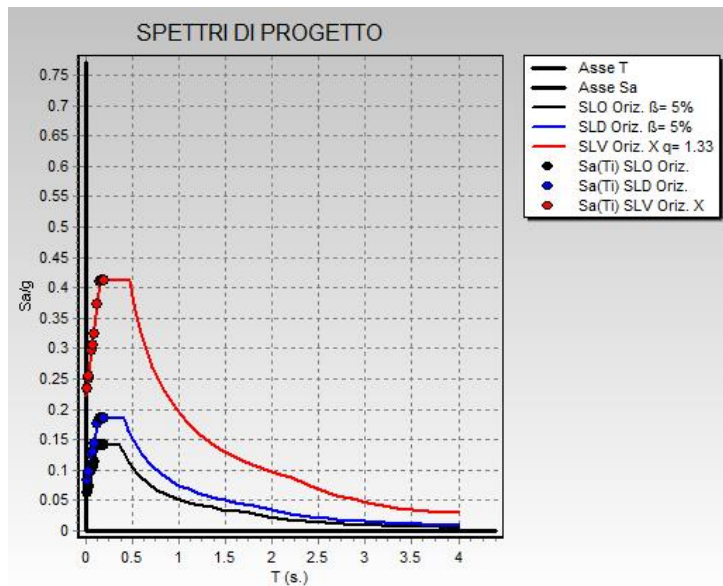 SPETTRI DI PROGETTO
Asse T
Asse Sa
SLO Oriz. ß= 5%
SLD Oriz. ß= 5%
SLV Oriz. X q= 1.33
Sa(Ti) SLO Oriz.
Sa(Ti) SLD Oriz.
Sa(Ti) SLV Oriz. X
Sa/g
0.75
0.7
0.65
0.6
0.55
0.5
0.45
0.4
0.35
0.3
0.25
0.2
0.15
0.1
0.05
0
0 0.5 1 1.5 2 2.5 3 3.5 4
T (s.)